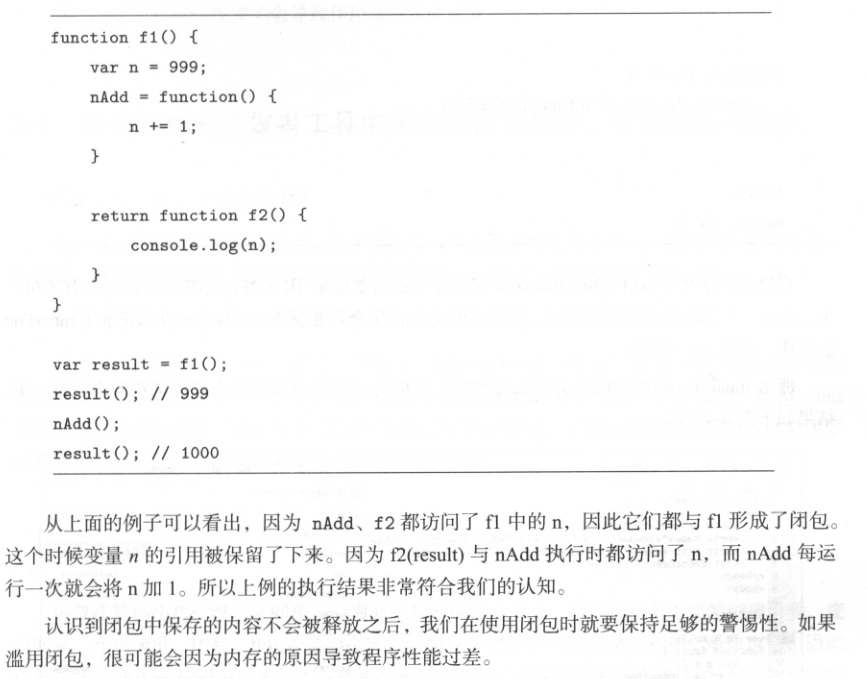 function f1() {
    var n = 999;
    nAdd = function() {
        n += 1;
    }

    return function f2() {
        console.log(n);
    }
}

var result = f1();
result(); // 999
nAdd();
result(); // 1000
从上面的例子可以看出，因为 nAdd、f2 都访问了 f1 中的 n，因此它们都与 f1 形成了闭包。
这个时候变量 n 的引用被保留了下来。因为 f2(result) 与 nAdd 执行时都访问了 n，而 nAdd 每运
行一次就会将 n 加 1。所以上例的执行结果非常符合我们的认知。
认识到闭包中保存的内容不会被释放之后，我们在使用闭包时就要保持足够的警惕性。如果
滥用闭包，很可能会因为内存的原因导致程序性能过差。